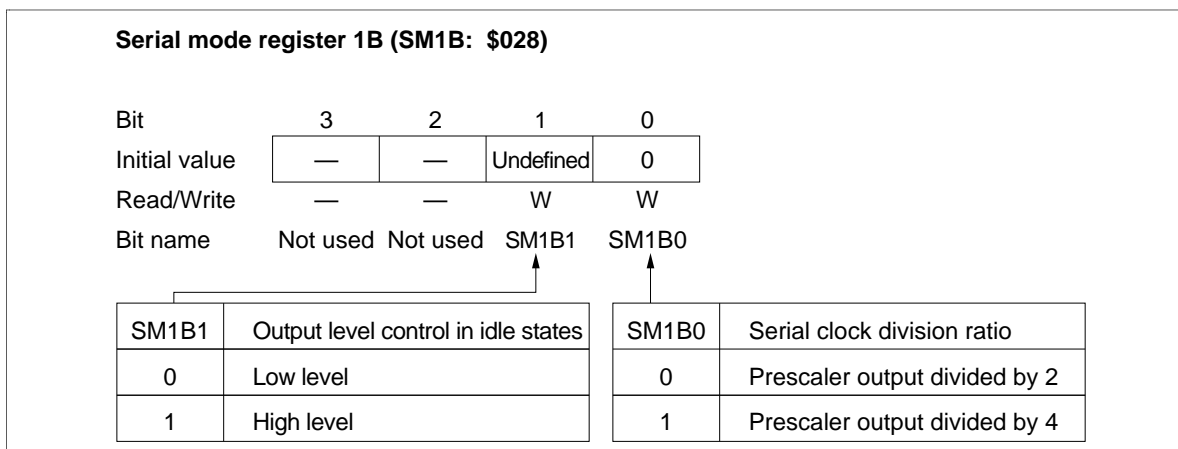 Serial mode register 1B (SM1B: $028)
Bit 3 2 1 0
Initial value — — Undefined 0
Read/Write — — W W
Bit name Not used Not used SM1B1 SM1B0
SM1B1 Output level control in idle states SM1B0 Serial clock division ratio
0 Low level 0 Prescaler output divided by 2
1 High level 1 Prescaler output divided by 4